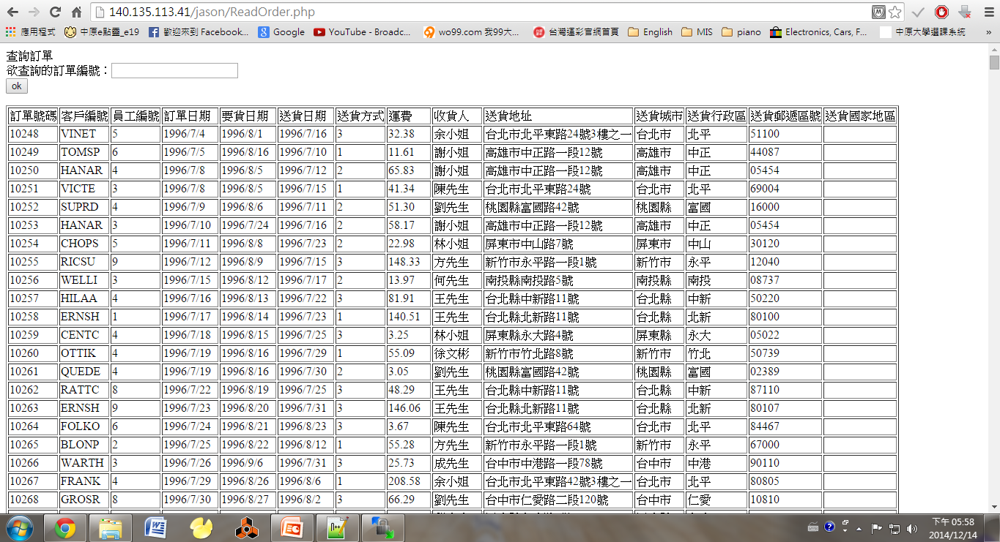 140.135.113.41/jason/ReadOrder.php
應用程式 中原e點靈_e19 歡迎來到 Facebook... Google YouTube - Broadc... wo99.com 我99大... 台灣運彩官網首頁 English MIS piano Electronics, Cars, F... 中原大學選課系統 »
查詢訂單
欲查詢的訂單編號：
ok
訂單號碼 客戶編號 員工編號 訂單日期 要貨日期 送貨日期 送貨方式 運費 收貨人 送貨地址 送貨城市 送貨行政區 送貨郵遞區號 送貨國家地區
10248 VINET 5 1996/7/4 1996/8/1 1996/7/16 3 32.38 余小姐 台北市北平東路24號3樓之一 台北市 北平 51100
10249 TOMSP 6 1996/7/5 1996/8/16 1996/7/10 1 11.61 謝小姐 高雄市中正路一段12號 高雄市 中正 44087
10250 HANAR 4 1996/7/8 1996/8/5 1996/7/12 2 65.83 謝小姐 高雄市中正路一段12號 高雄市 中正 05454
10251 VICTE 3 1996/7/8 1996/8/5 1996/7/15 1 41.34 陳先生 台北市北平東路24號 台北市 北平 69004
10252 SUPRD 4 1996/7/9 1996/8/6 1996/7/11 2 51.30 劉先生 桃園縣富國路42號 桃園縣 富國 16000
10253 HANAR 3 1996/7/10 1996/7/24 1996/7/16 2 58.17 謝小姐 高雄市中正路一段12號 高雄市 中正 05454
10254 CHOPS 5 1996/7/11 1996/8/8 1996/7/23 2 22.98 林小姐 屏東市中山路7號 屏東市 中山 30120
10255 RICSU 9 1996/7/12 1996/8/9 1996/7/15 3 148.33 方先生 新竹市永平路一段1號 新竹市 永平 12040
10256 WELLI 3 1996/7/15 1996/8/12 1996/7/17 2 13.97 何先生 南投縣南投路5號 南投縣 南投 08737
10257 HILAA 4 1996/7/16 1996/8/13 1996/7/22 3 81.91 王先生 台北縣中新路11號 台北縣 中新 50220
10258 ERNSH 1 1996/7/17 1996/8/14 1996/7/23 1 140.51 王先生 台北縣北新路11號 台北縣 北新 80100
10259 CENTC 4 1996/7/18 1996/8/15 1996/7/25 3 3.25 林小姐 屏東縣永大路4號 屏東縣 永大 05022
10260 OTTIK 4 1996/7/19 1996/8/16 1996/7/29 1 55.09 徐文彬 新竹市竹北路8號 新竹市 竹北 50739
10261 QUEDE 4 1996/7/19 1996/8/16 1996/7/30 2 3.05 劉先生 桃園縣富國路42號 桃園縣 富國 02389
10262 RATTC 8 1996/7/22 1996/8/19 1996/7/25 3 48.29 王先生 台北縣中新路11號 台北縣 中新 87110
10263 ERNSH 9 1996/7/23 1996/8/20 1996/7/31 3 146.06 王先生 台北縣北新路11號 台北縣 北新 80107
10264 FOLKO 6 1996/7/24 1996/8/21 1996/8/23 3 3.67 陳先生 台北市北平東路64號 台北市 北平 84467
10265 BLONP 2 1996/7/25 1996/8/22 1996/8/12 1 55.28 方先生 新竹市永平路一段1號 新竹市 永平 67000
10266 WARTH 3 1996/7/26 1996/9/6 1996/7/31 3 25.73 成先生 台中市中港路一段78號 台中市 中港 90110
10267 FRANK 4 1996/7/29 1996/8/26 1996/8/6 1 208.58 余小姐 台北市北平東路42號3樓之一 台北市 北平 80805
10268 GROSR 8 1996/7/30 1996/8/27 1996/8/2 3 66.29 劉先生 台中市仁愛路二段120號 台中市 仁愛 10810
下午 05:58
2014/12/14